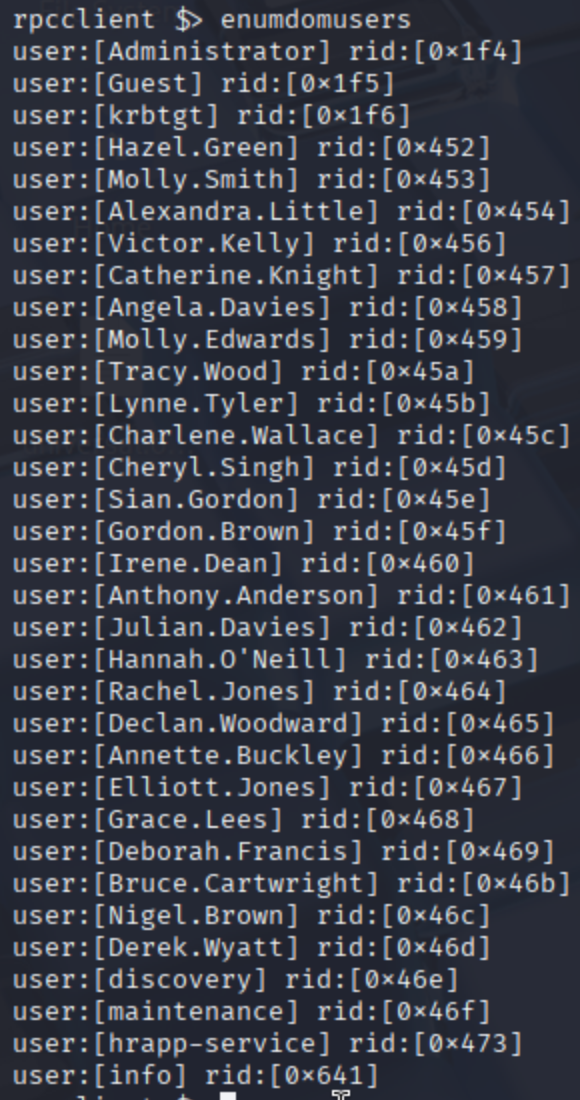 rpcclient $> enumdomusers
user:[Administrator] rid:[0×1f4]
user:[Guest] rid:[0×1f5]
user:[krbtgt] rid:[0×1f6]
user:[Hazel.Green] rid:[0×452]
user:[Molly.Smith] rid:[0×453]
user:[Alexandra.Little] rid:[0×454]
user:[Victor.Kelly] rid:[0×456]
user:[Catherine.Knight] rid:[0×457]
user:[Angela.Davies] rid:[0×458]
user:[Molly.Edwards] rid:[0×459]
user:[Tracy.Wood] rid:[0×45a]
user:[Lynne.Tyler] rid:[0×45b]
user:[Charlene.Wallace] rid:[0×45c]
user:[Cheryl.Singh] rid:[0×45d]
user:[Sian.Gordon] rid:[0×45e]
user:[Gordon.Brown] rid:[0×45f]
user:[Irene.Dean] rid:[0×460]
user:[Anthony.Anderson] rid:[0×461]
user:[Julian.Davies] rid:[0×462]
user:[Hannah.O'Neill] rid:[0×463]
user:[Rachel.Jones] rid:[0×464]
user:[Declan.Woodward] rid:[0×465]
user:[Annette.Buckley] rid:[0×466]
user:[Elliott.Jones] rid:[0×467]
user:[Grace.Lees] rid:[0×468]
user:[Deborah.Francis] rid:[0×469]
user:[Bruce.Cartwright] rid:[0×46b]
user:[Nigel.Brown] rid:[0×46c]
user:[Derek.Wyatt] rid:[0×46d]
user:[discovery] rid:[0×46e]
user:[maintenance] rid:[0×46f]
user:[hrapp-service] rid:[0×473]
user:[info] rid:[0×641]